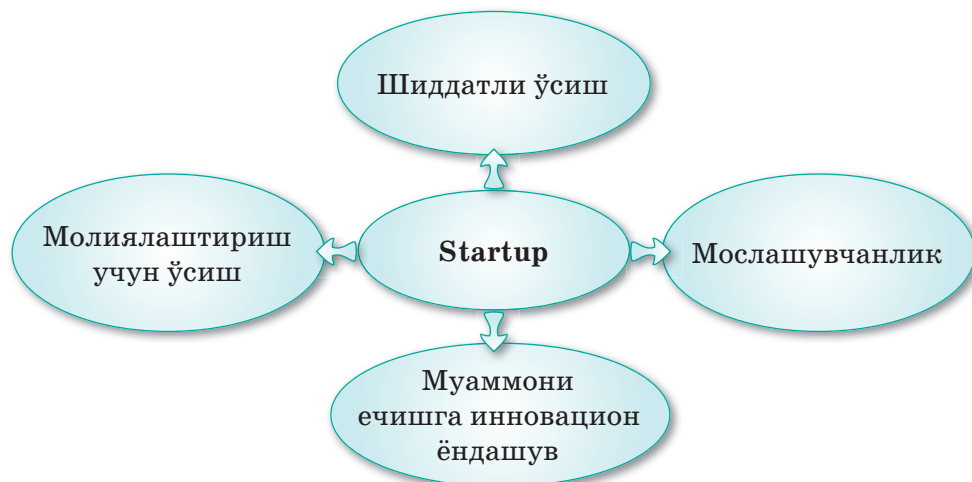 Шиддатли ўсиш
Молиялаштириш
учун ўсиш
Startup
Мослашувчанлик
Муаммони
ечишга инновацион
ёндашув